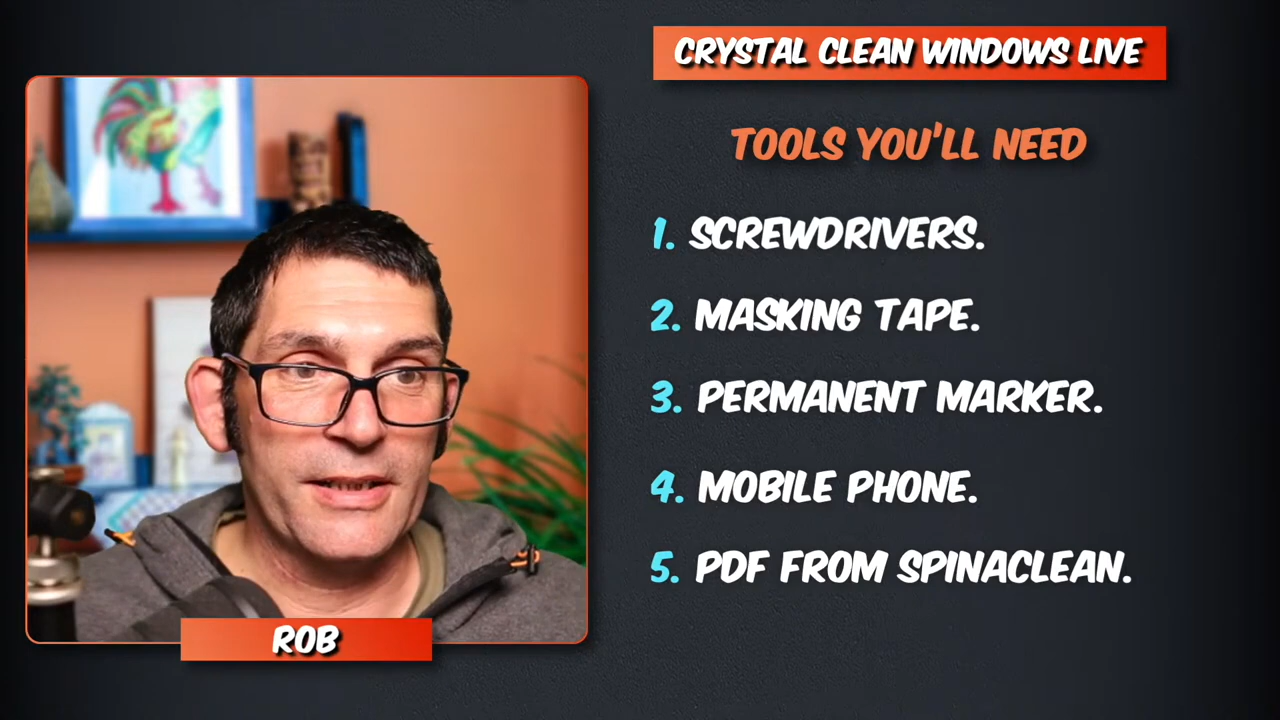 CRYSTAL CLEAN WINDOWS LIVE
TOOLS YOU'LL NEED
1. SCREWDRIVERS.
2. MASKING TAPE.
3. PERMANENT MARKER.
4. MOBILE PHONE.
5. PDF FROM SPINACLEAN.
ROB